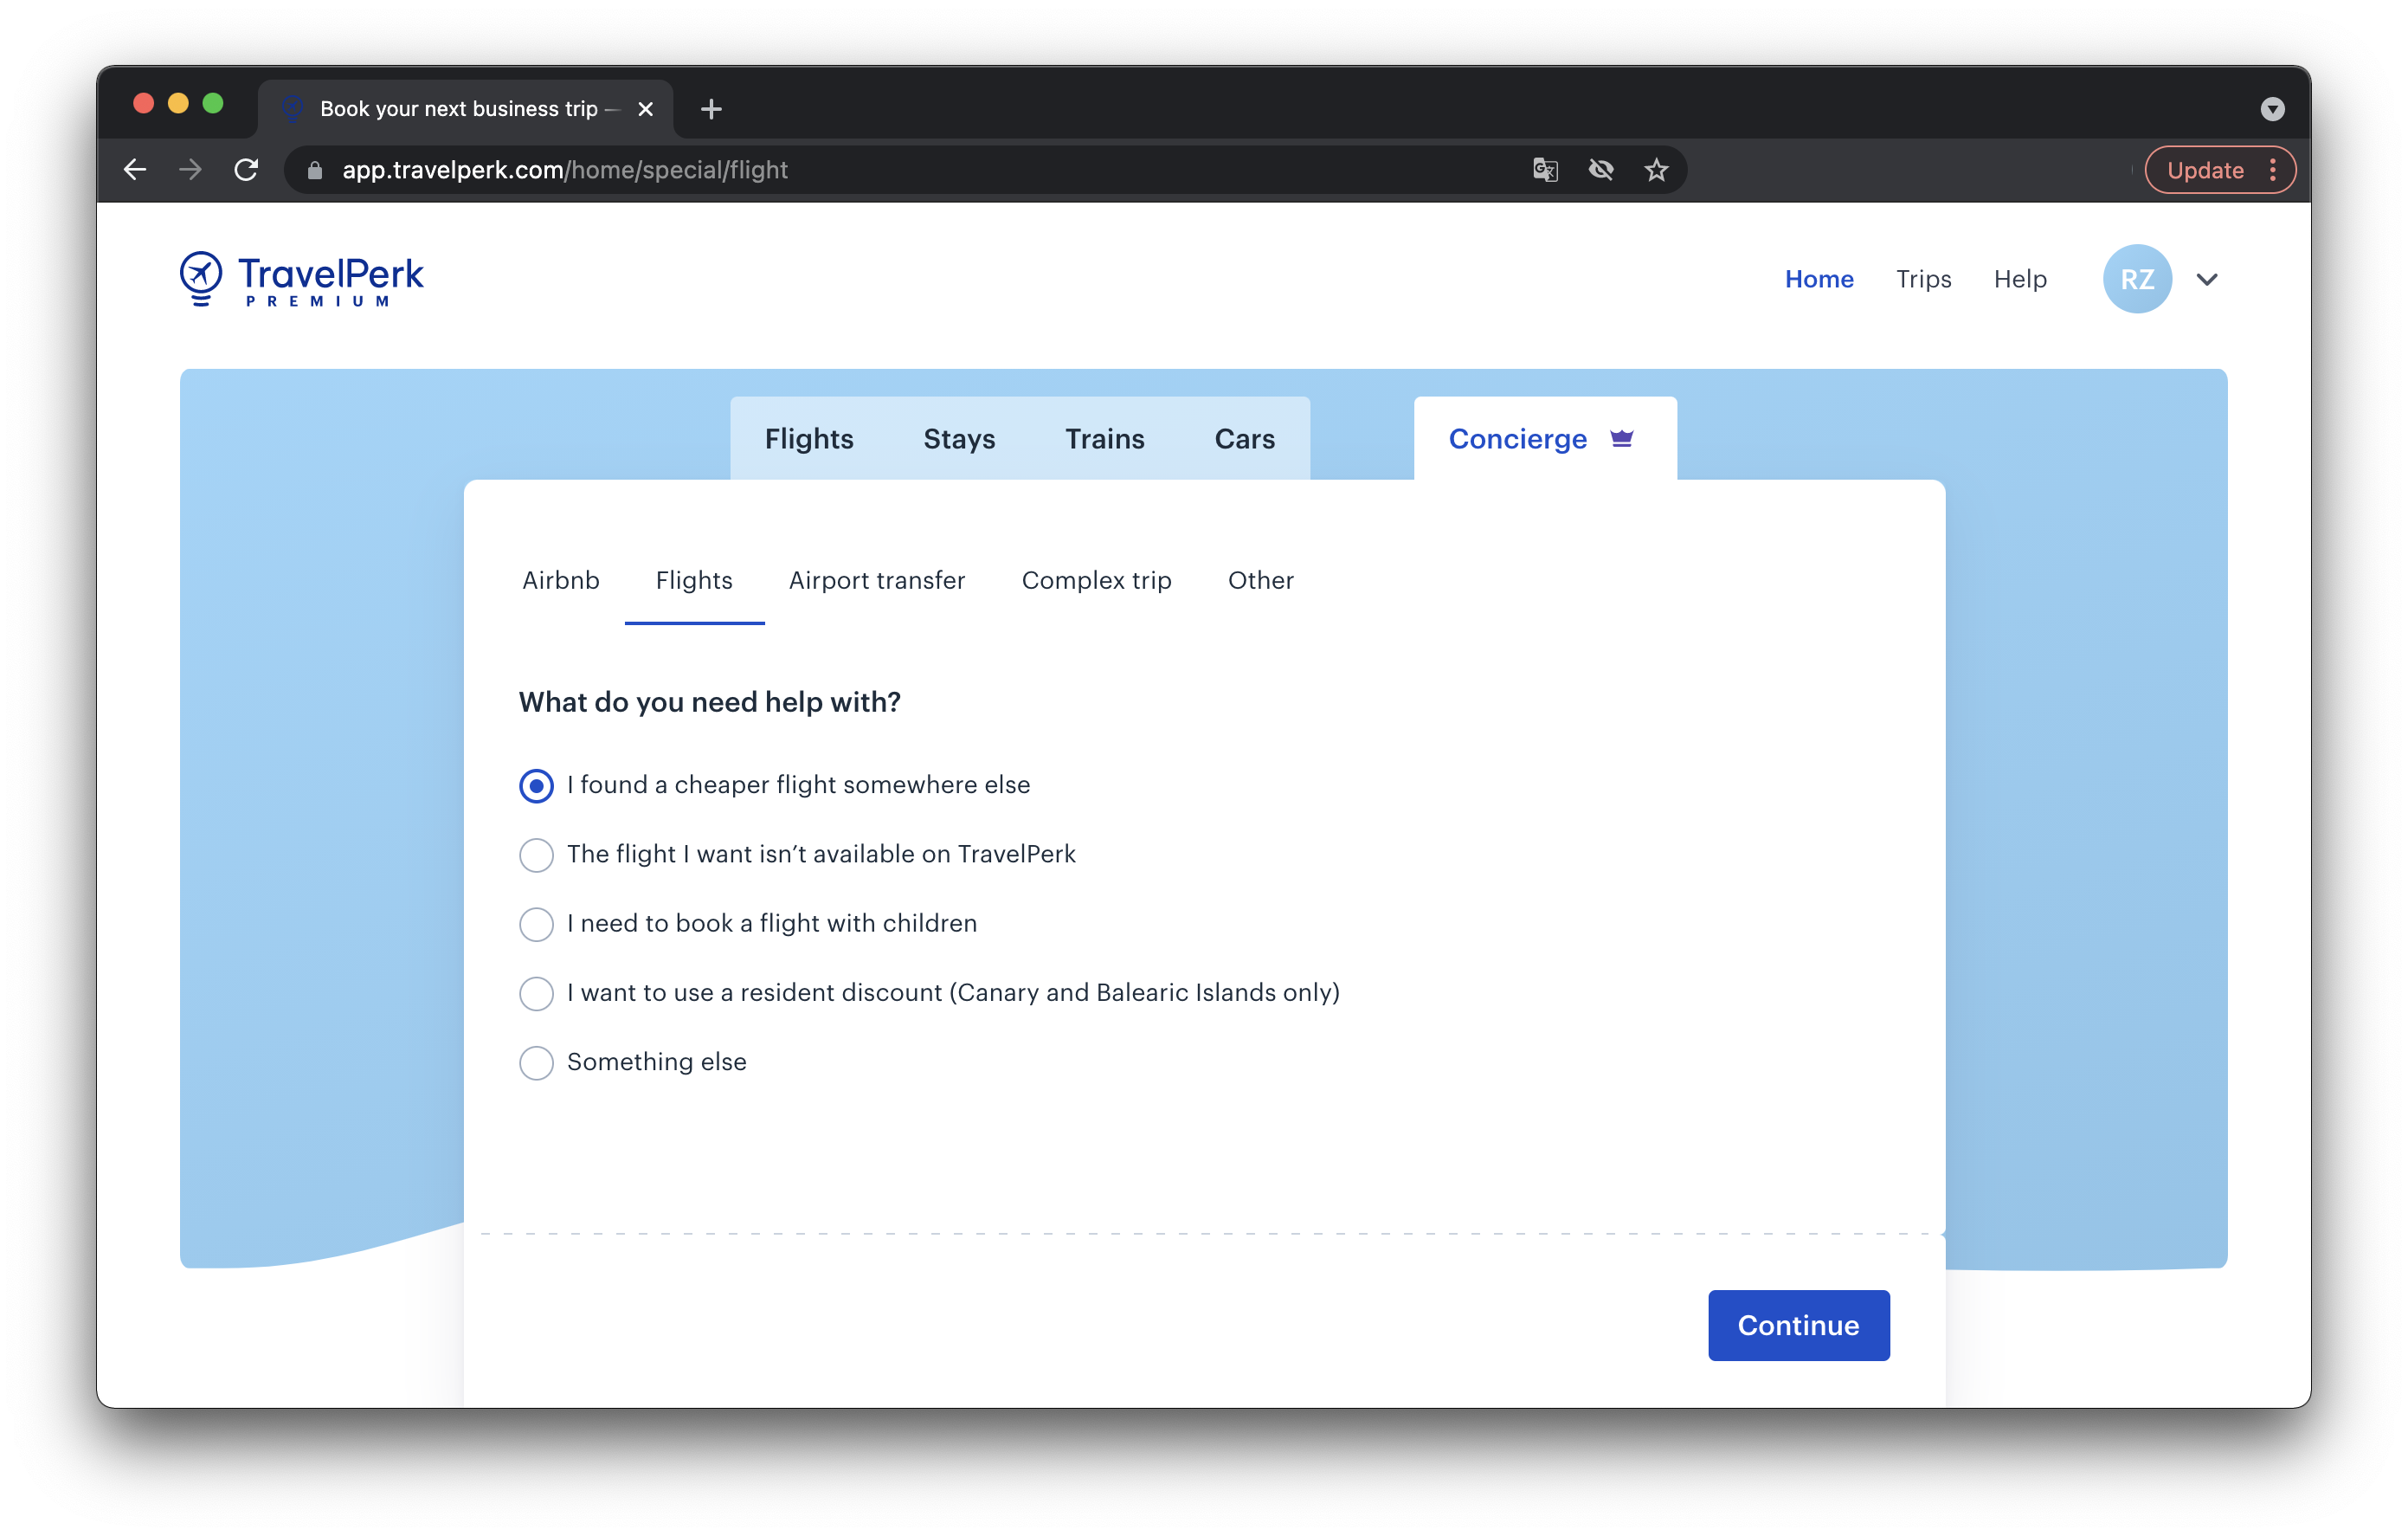 Book your next business trip –
app.travelperk.com/home/special/flight
Update
TravelPerk
PREMIUM
Home Trips Help RZ
Flights Stays Trains Cars Concierge
Airbnb Flights Airport transfer Complex trip Other
What do you need help with?
I found a cheaper flight somewhere else
The flight I want isn’t available on TravelPerk
I need to book a flight with children
I want to use a resident discount (Canary and Balearic Islands only)
Something else
Continue